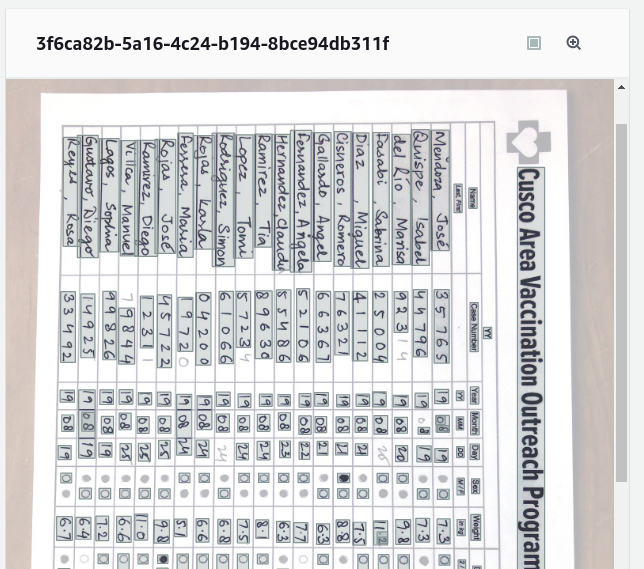 3f6ca82b-5a16-4c24-b194-8bce94db311f
Cusco Area Vaccination Outreach Program
YY
Name Case Number Year Month Day Sex Weight
Last, First YY MM DD M/F in kg
Mendoza, José 35765 19 08 19 7.3
Quispe, Isabel 44796 19 08 19 7.3
del Rio, Marisa 92314 19 08 20 9.8
Fasabi, Sabrina 25004 19 08 20 11.2
Diaz, Miguel 41112 19 08 21 7.5
Cisneros, Romero 76321 19 08 21 8.8
Gallardo, Angel 66367 19 08 21 6.3
Fernandez, Angela 52106 19 08 22 7.7
Hernandez, Claudia 55486 19 08 23 6.3
Ramirez, Tia 89630 19 08 24 8.1
Lopez, Tomi 57234 19 08 24 7.5
Rodriguez, Simon 61066 19 08 24 6.8
Rojas, Karla 04200 19 08 24 6.6
Ferrera, Maria 19720 19 08 24 5.1
Rojas, José 45722 19 08 25 9.8
Ramirez, Diego 12311 19 08 25 11.0
Villca, Manuel 79844 19 08 25 6.6
Lagos, Sophia 99826 19 08 19 7.2
Gustavo, Diego 14925 19 08 19 6.4
Reyes, Rosa 33492 19 08 19 6.7